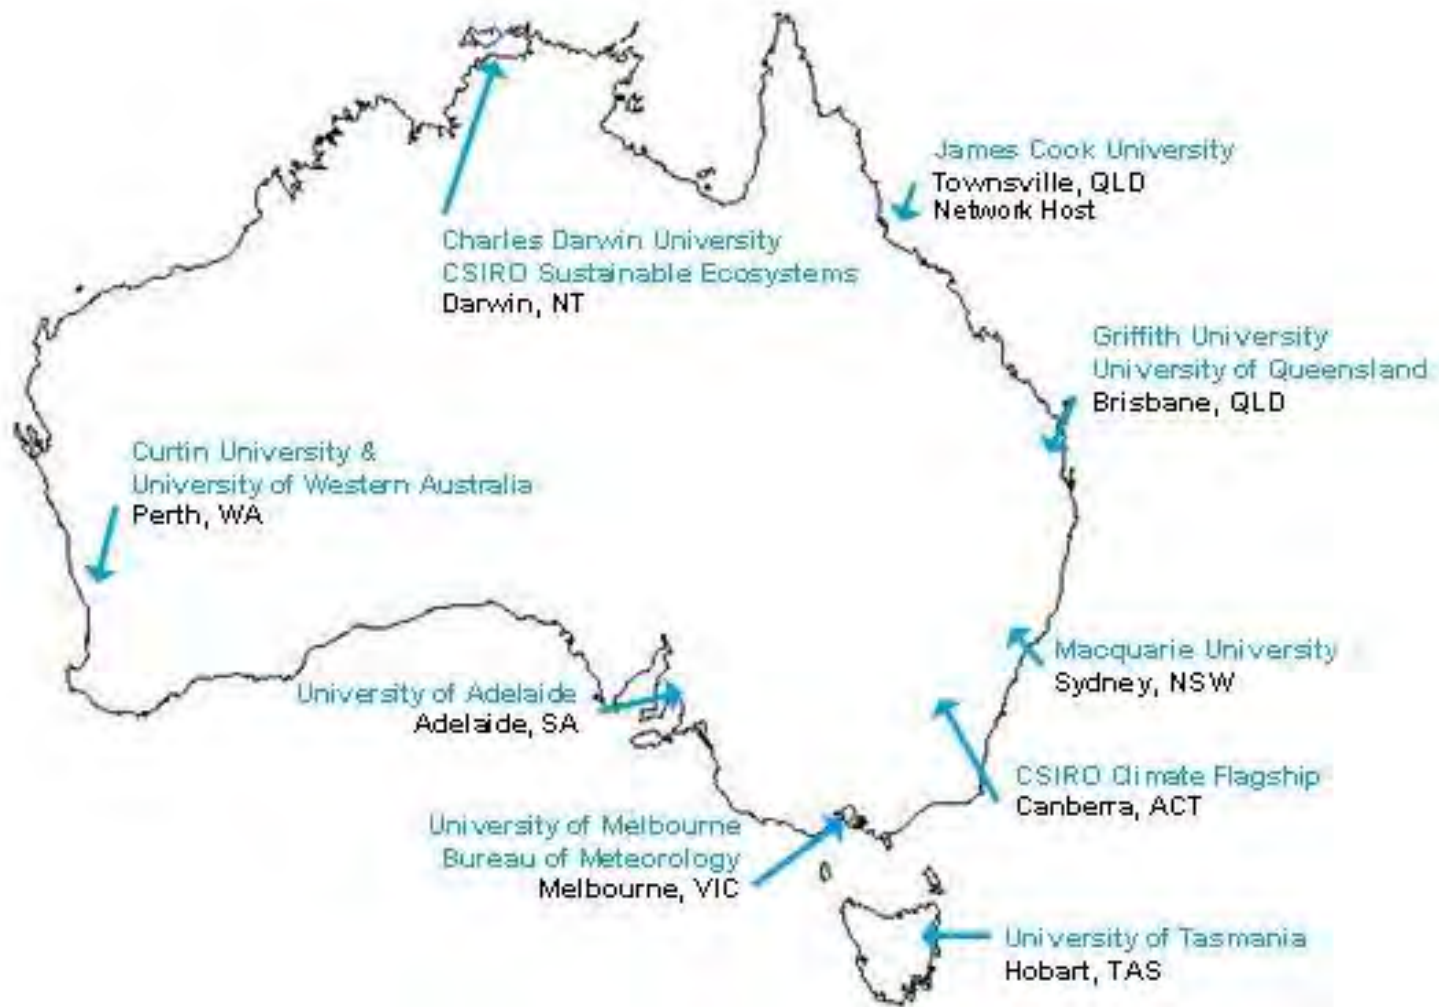 James Cook University
Townsville, QLD
Network Host
Charles Darwin University
CSIRO Sustainable Ecosystems
Darwin, NT
Griffith University
University of Queensland
Brisbane, QLD
Curtin University &
University of Western Australia
Perth, WA
Macquarie University
Sydney, NSW
University of Adelaide
Adelaide, SA
CSIRO Climate Flagship
Canberra, ACT
University of Melbourne
Bureau of Meteorology
Melbourne, VIC
University of Tasmania
Hobart, TAS